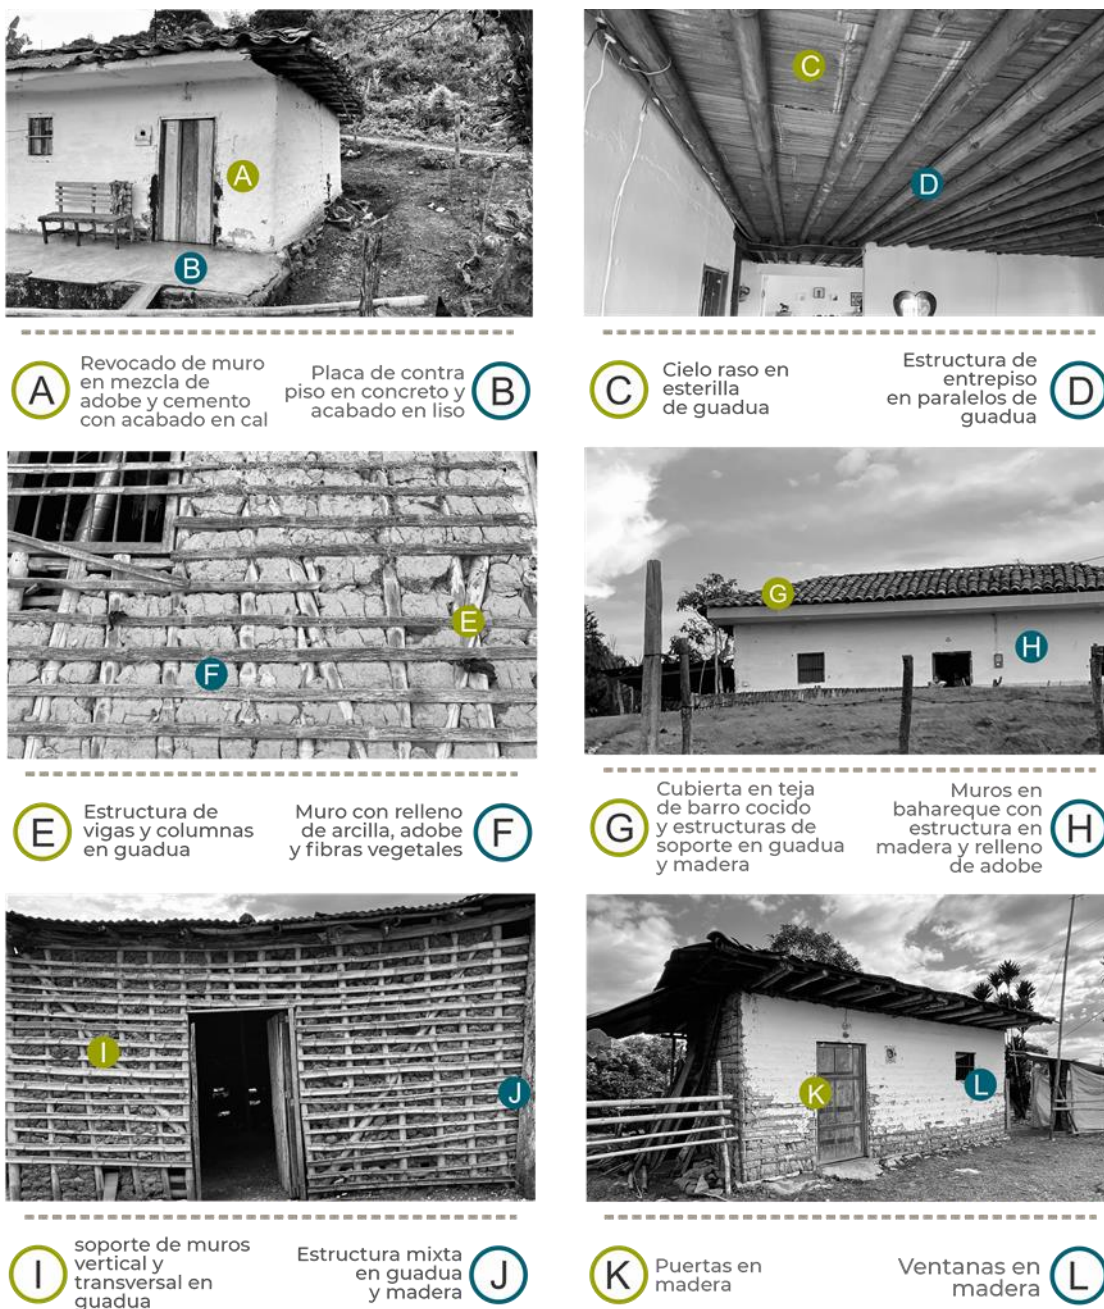 C
A
D
B
A
Revocado de muro
en mezcla de
adobe y cemento
con acabado en cal
Placa de contra
piso en concreto y
acabado en liso
B
C
Cielo raso en
esterilla
de guadua
Estructura de
entrepiso
en paralelos de
guadua
D
E
F
G
H
E
Estructura de
vigas y columnas
en guadua
Muro con relleno
de arcilla, adobe
y fibras vegetales
F
G
Cubierta en teja
de barro cocido
y estructuras de
soporte en guadua
y madera
Muros en
bahareque con
estructura en
madera y relleno
de adobe
H
I
J
K
L
I
soporte de muros
vertical y
transversal en
guadua
Estructura mixta
en guadua
y madera
J
K
Puertas en
madera
Ventanas en
madera
L